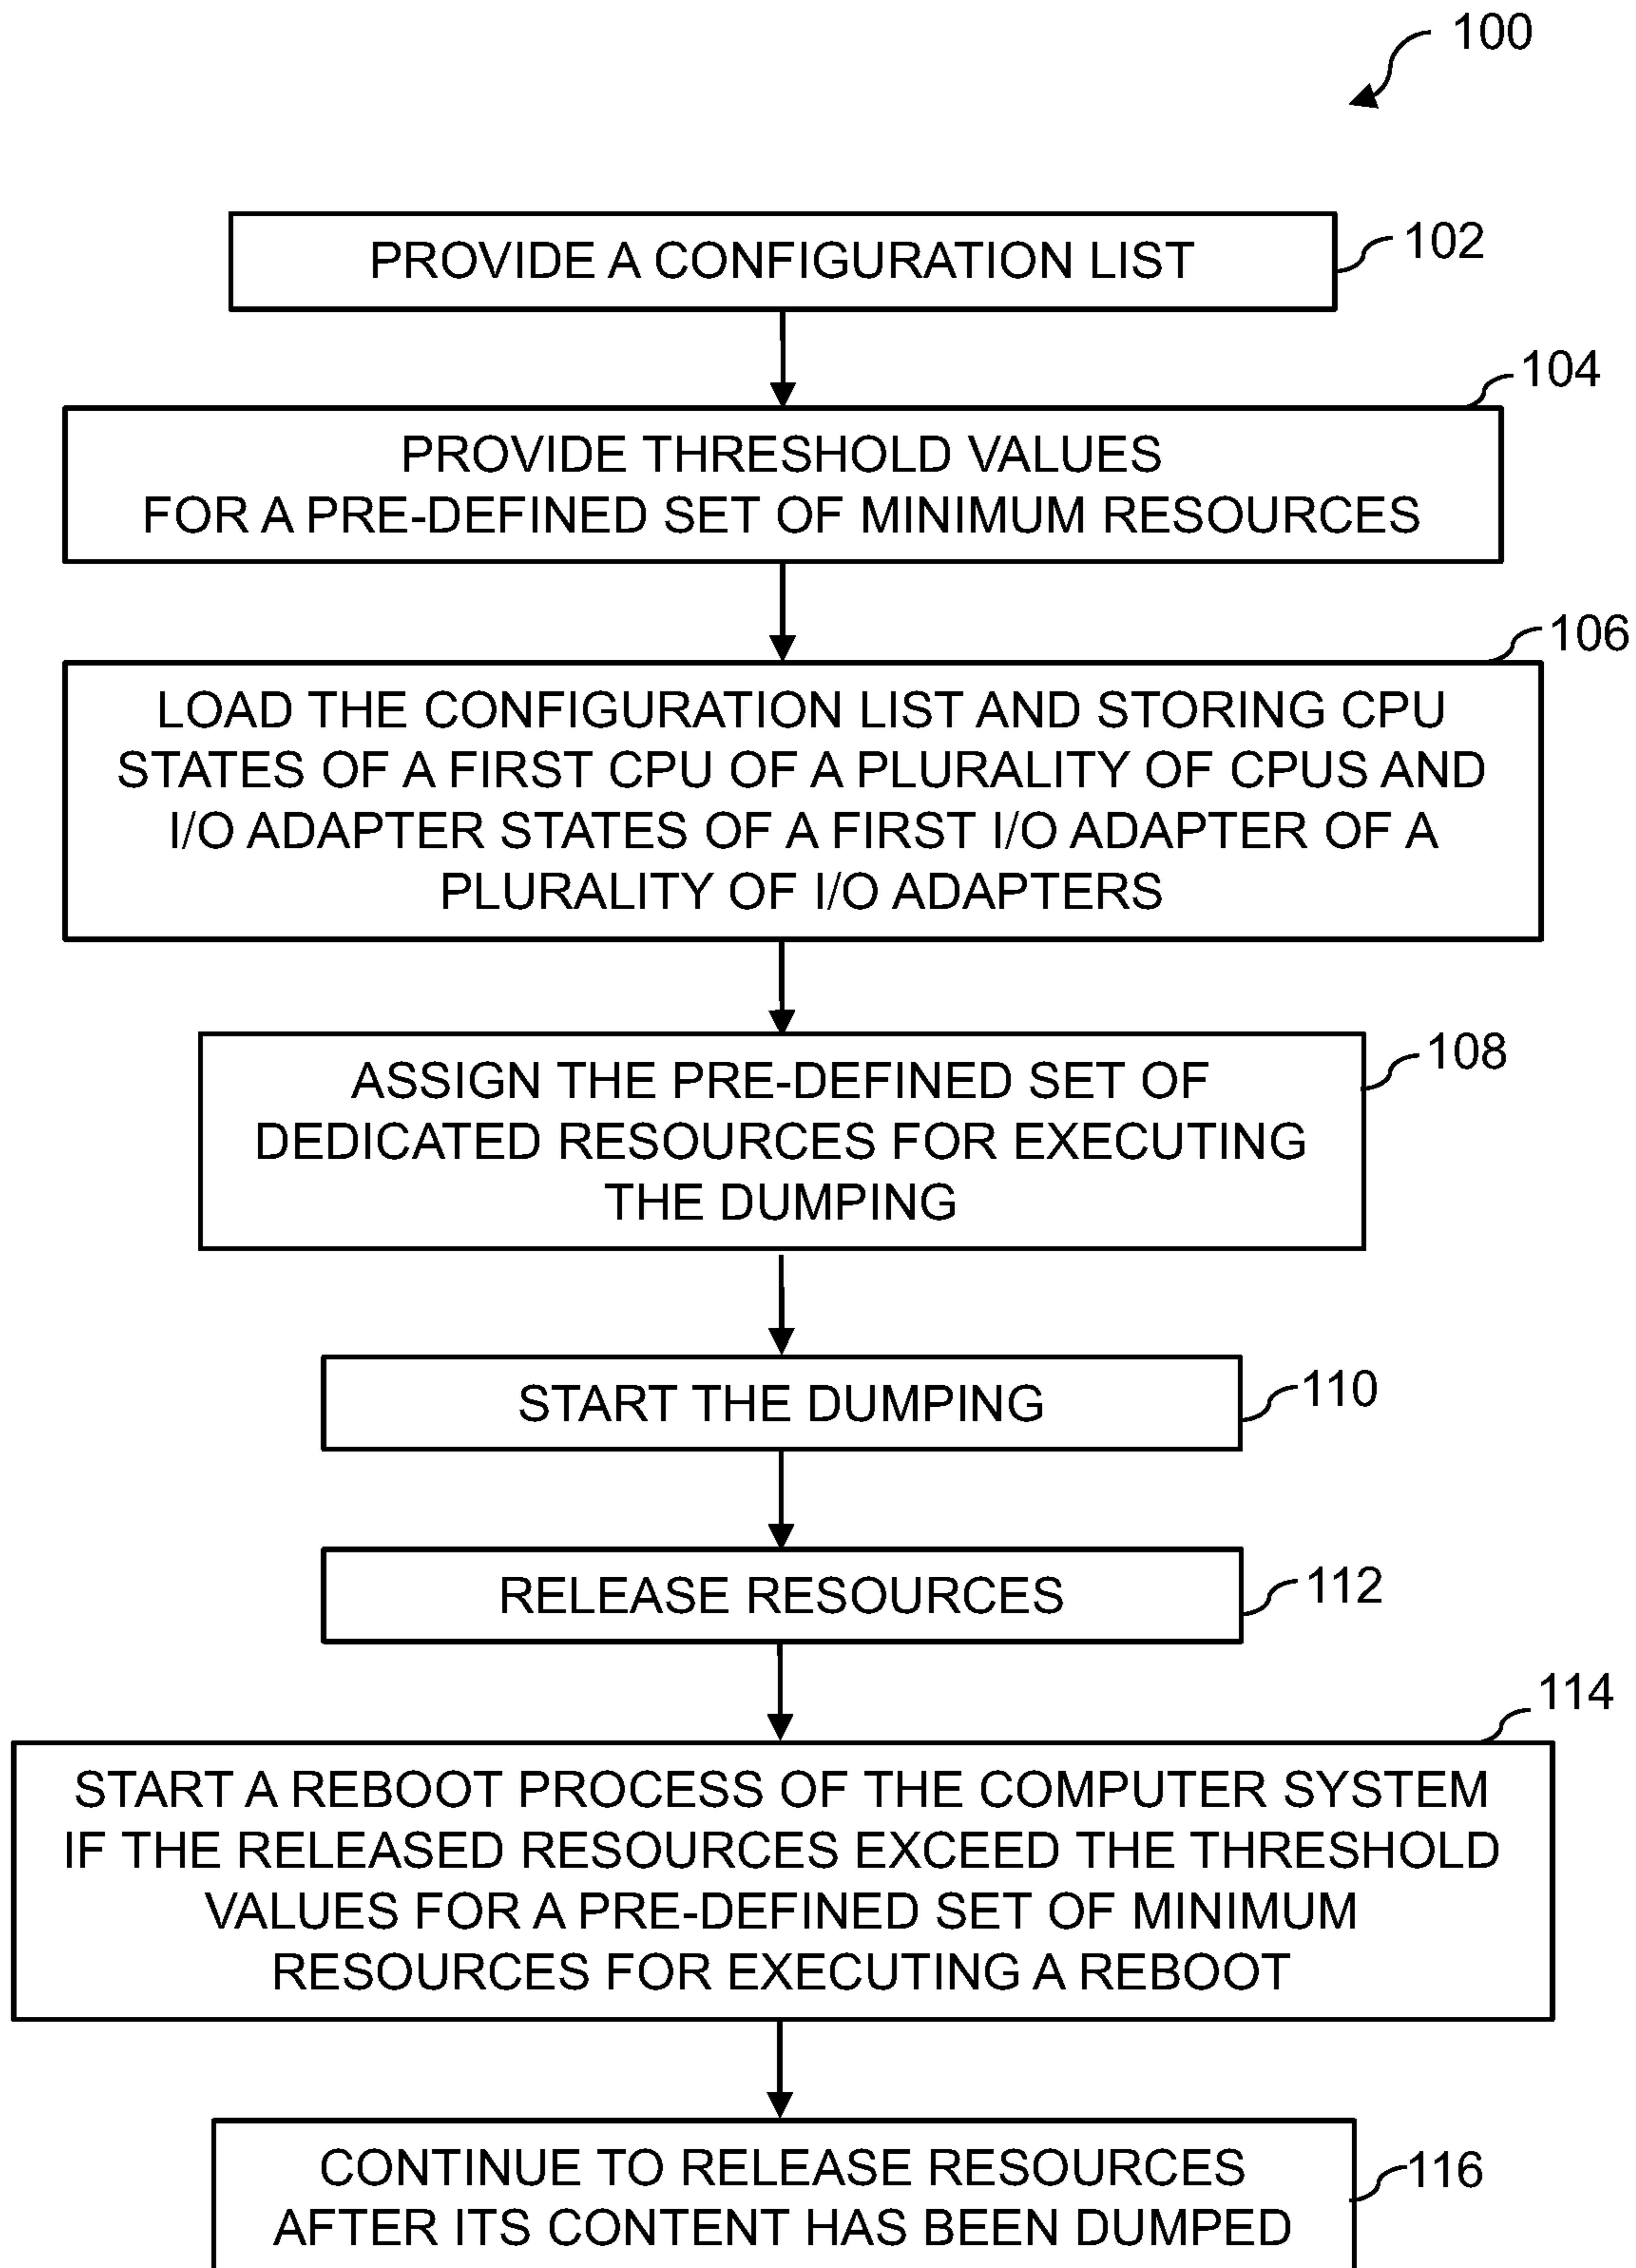 100
PROVIDE A CONFIGURATION LIST
102
104
PROVIDE THRESHOLD VALUES
FOR A PRE-DEFINED SET OF MINIMUM RESOURCES
106
LOAD THE CONFIGURATION LIST AND STORING CPU
STATES OF A FIRST CPU OF A PLURALITY OF CPUS AND
I/O ADAPTER STATES OF A FIRST I/O ADAPTER OF A
PLURALITY OF I/O ADAPTERS
108
ASSIGN THE PRE-DEFINED SET OF
DEDICATED RESOURCES FOR EXECUTING
THE DUMPING
START THE DUMPING
110
RELEASE RESOURCES
112
114
START A REBOOT PROCESS OF THE COMPUTER SYSTEM
IF THE RELEASED RESOURCES EXCEED THE THRESHOLD
VALUES FOR A PRE-DEFINED SET OF MINIMUM
RESOURCES FOR EXECUTING A REBOOT
CONTINUE TO RELEASE RESOURCES
AFTER ITS CONTENT HAS BEEN DUMPED
116